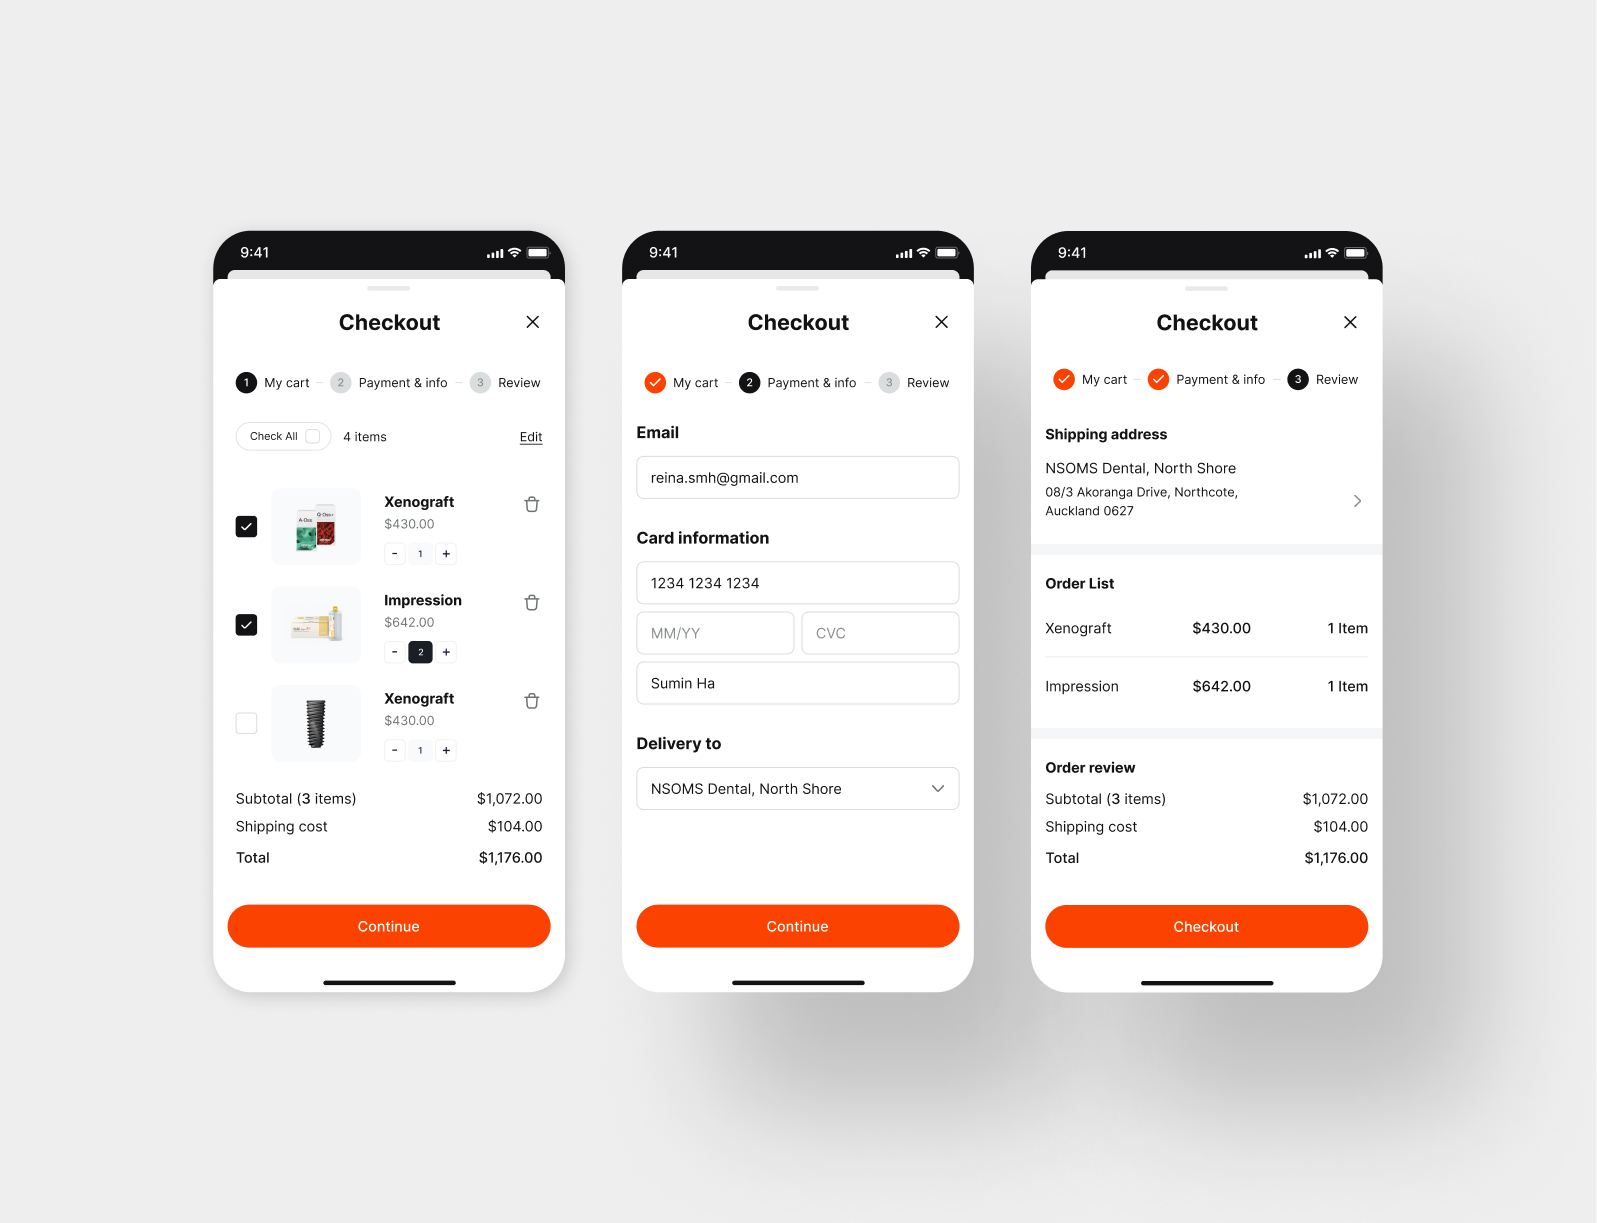 9:41
Checkout
1 My cart 2 Payment & info 3 Review
Check All 4 items Edit
A-Oss Q-Oss+
Xenograft
$430.00
- 1 +
Impression
$642.00
- 2 +
Xenograft
$430.00
- 1 +
Subtotal (3 items) $1,072.00
Shipping cost $104.00
Total $1,176.00
Continue
9:41
Checkout
My cart 2 Payment & info 3 Review
Email
reina.smh@gmail.com
Card information
1234 1234 1234
MM/YY CVC
Sumin Ha
Delivery to
NSOMS Dental, North Shore
Continue
9:41
Checkout
My cart Payment & info 3 Review
Shipping address
NSOMS Dental, North Shore
08/3 Akoranga Drive, Northcote,
Auckland 0627
Order List
Xenograft $430.00 1 Item
Impression $642.00 1 Item
Order review
Subtotal (3 items) $1,072.00
Shipping cost $104.00
Total $1,176.00
Checkout